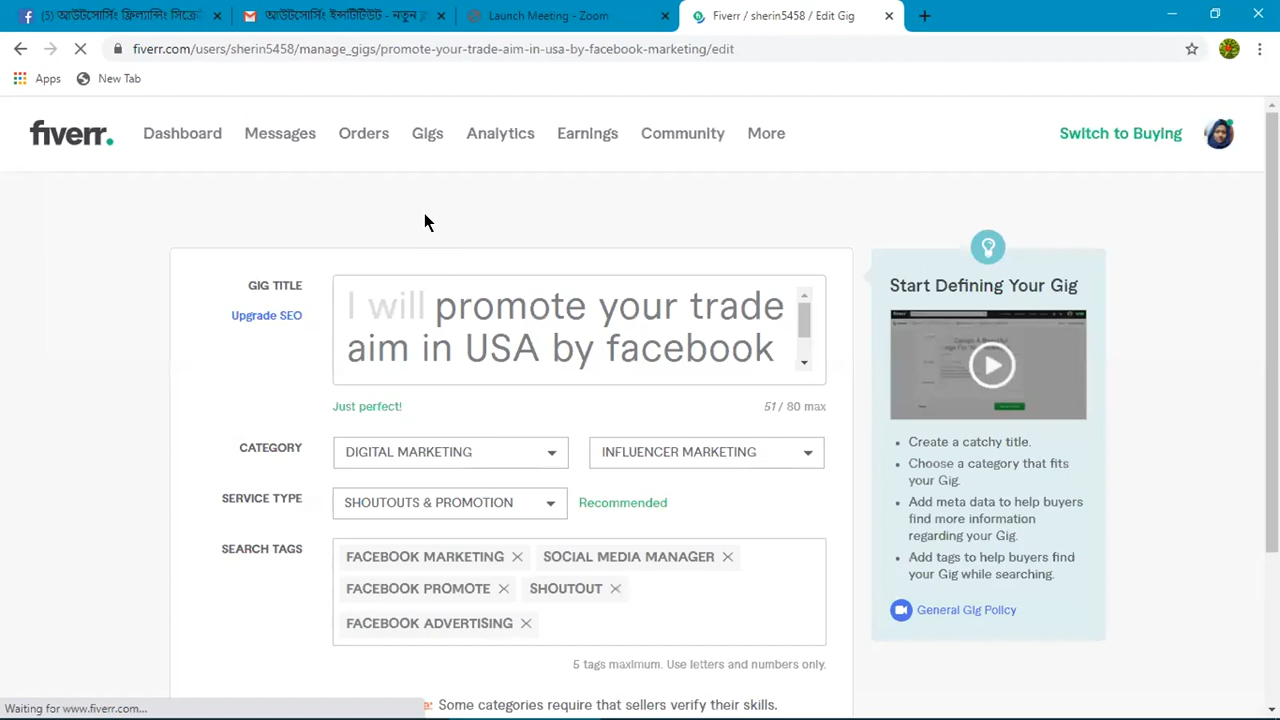 (5) আউটসোর্সিং ফ্রিল্যান্সিং সিক্রে
আউটসোর্সিং ইন্সটিটিউট - নতুন
Launch Meeting - Zoom
Fiverr / sherin5458 / Edit Gig
fiverr.com/users/sherin5458/manage_gigs/promote-your-trade-aim-in-usa-by-facebook-marketing/edit
Apps
New Tab
fiverr.
Dashboard
Messages
Orders
Gigs
Analytics
Earnings
Community
More
Switch to Buying
GIG TITLE
Upgrade SEO
I will promote your trade
aim in USA by facebook
Just perfect!
51 / 80 max
CATEGORY
DIGITAL MARKETING
INFLUENCER MARKETING
SERVICE TYPE
SHOUTOUTS & PROMOTION
Recommended
SEARCH TAGS
FACEBOOK MARKETING
SOCIAL MEDIA MANAGER
FACEBOOK PROMOTE
SHOUTOUT
FACEBOOK ADVERTISING
5 tags maximum. Use letters and numbers only.
Some categories require that sellers verify their skills.
Start Defining Your Gig
Create a catchy title.
Choose a category that fits
your Gig.
Add meta data to help buyers
find more information
regarding your Gig.
Add tags to help buyers find
your Gig while searching.
General Gig Policy
Waiting for www.fiverr.com...